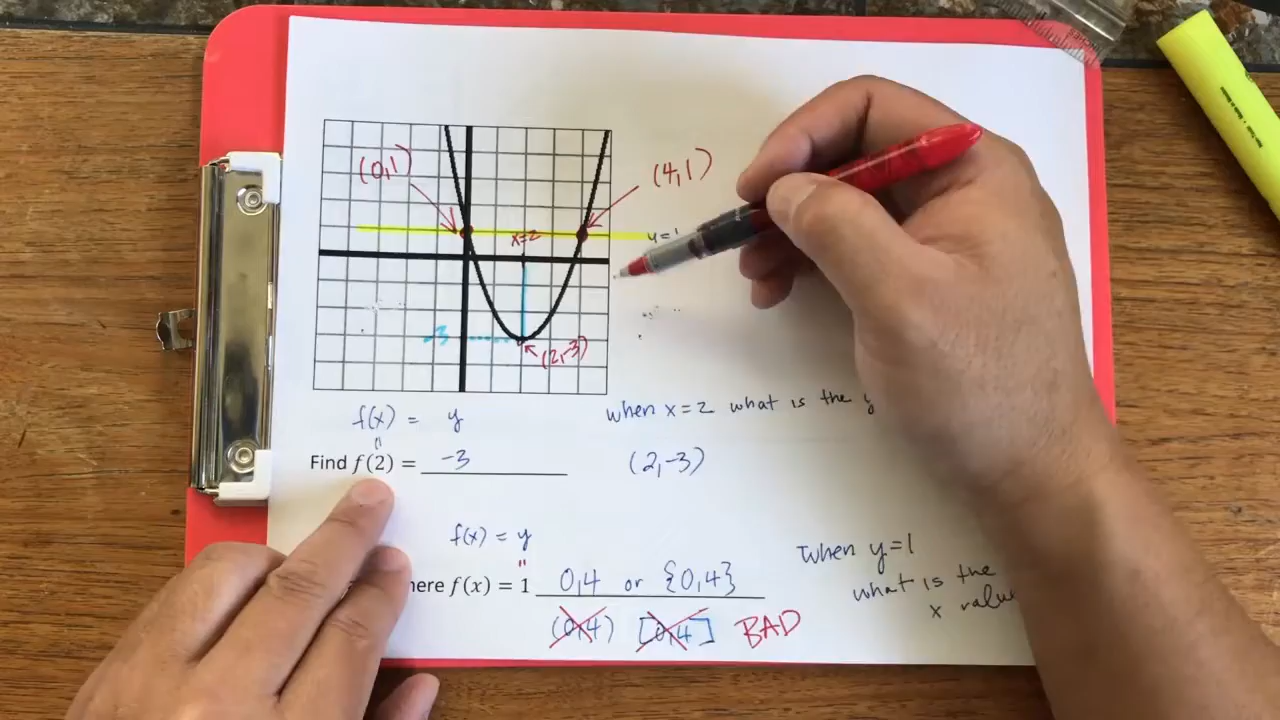 (0,1)
(4,1)
x=2
y=1
-3
(2,-3)
f(x) = y
when x=2 what is the y
"
Find f(2) = -3
(2,-3)
f(x) = y
when y=1
"
here f(x) = 1 0,4 or {0,4}
what is the
x value
(0,4) [0,4] BAD